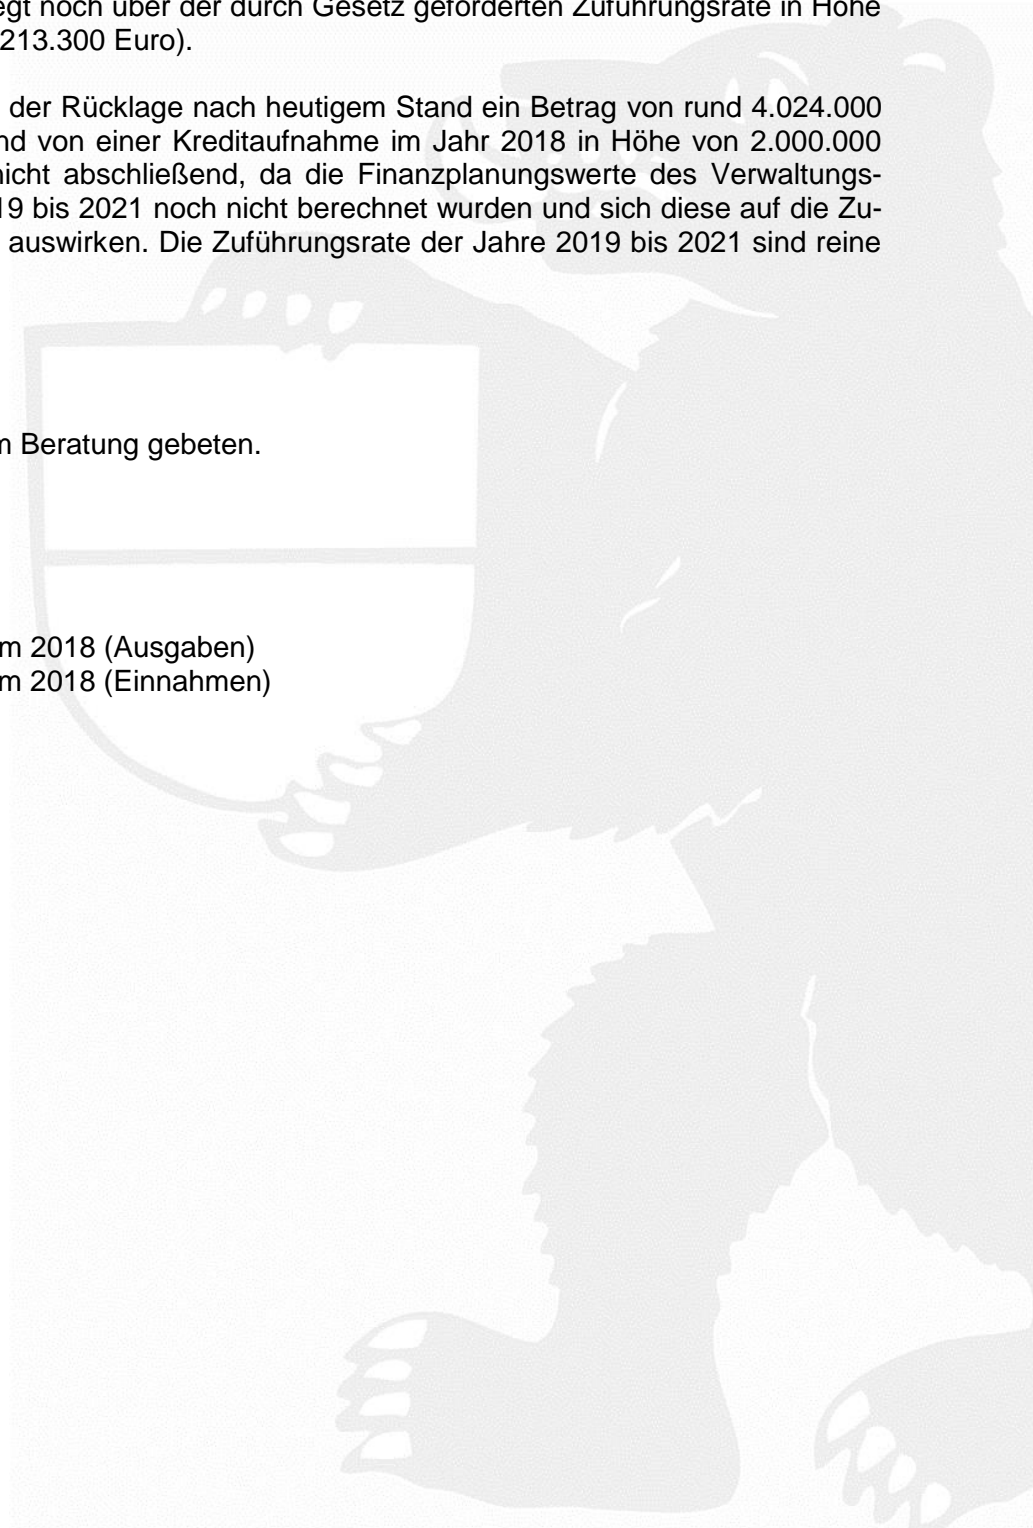 gt noch über der durch Gesetz geforderten Zuführungsrate in Höhe
213.300 Euro).
der Rücklage nach heutigem Stand ein Betrag von rund 4.024.000
nd von einer Kreditaufnahme im Jahr 2018 in Höhe von 2.000.000
nicht abschließend, da die Finanzplanungswerte des Verwaltungs-
19 bis 2021 noch nicht berechnet wurden und sich diese auf die Zu-
auswirken. Die Zuführungsrate der Jahre 2019 bis 2021 sind reine
m Beratung gebeten.
m 2018 (Ausgaben)
m 2018 (Einnahmen)